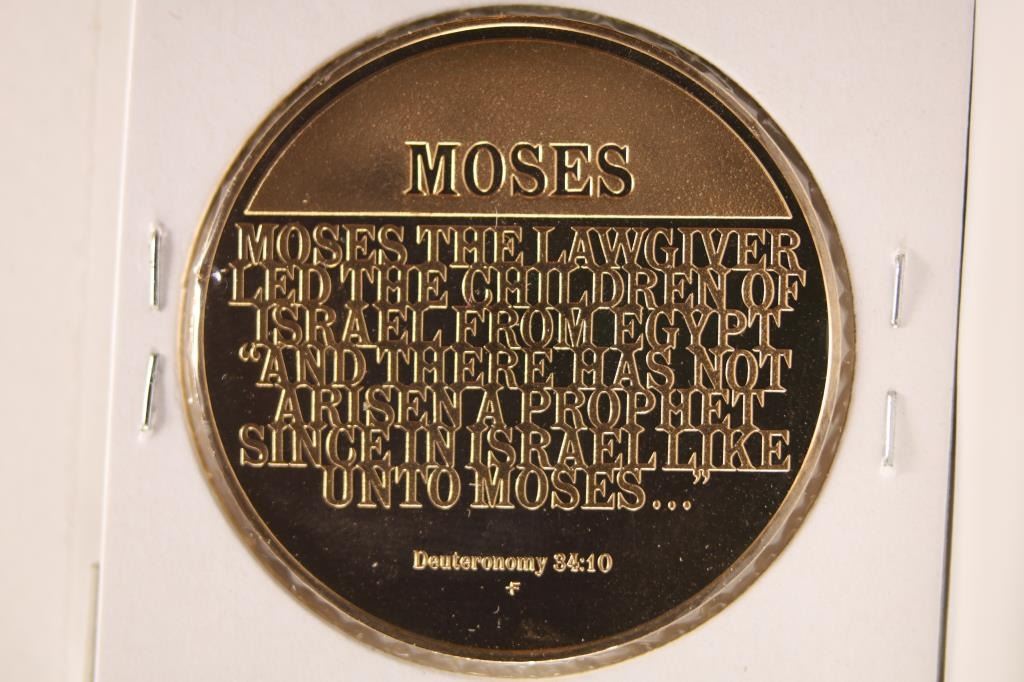 MOSES
MOSES THE LAWGIVER
LED THE CHILDREN OF
ISRAEL FROM EGYPT
“AND THERE HAS NOT
ARISEN A PROPHET
SINCE IN ISRAEL LIKE
UNTO MOSES...”
Deuteronomy 34:10
F